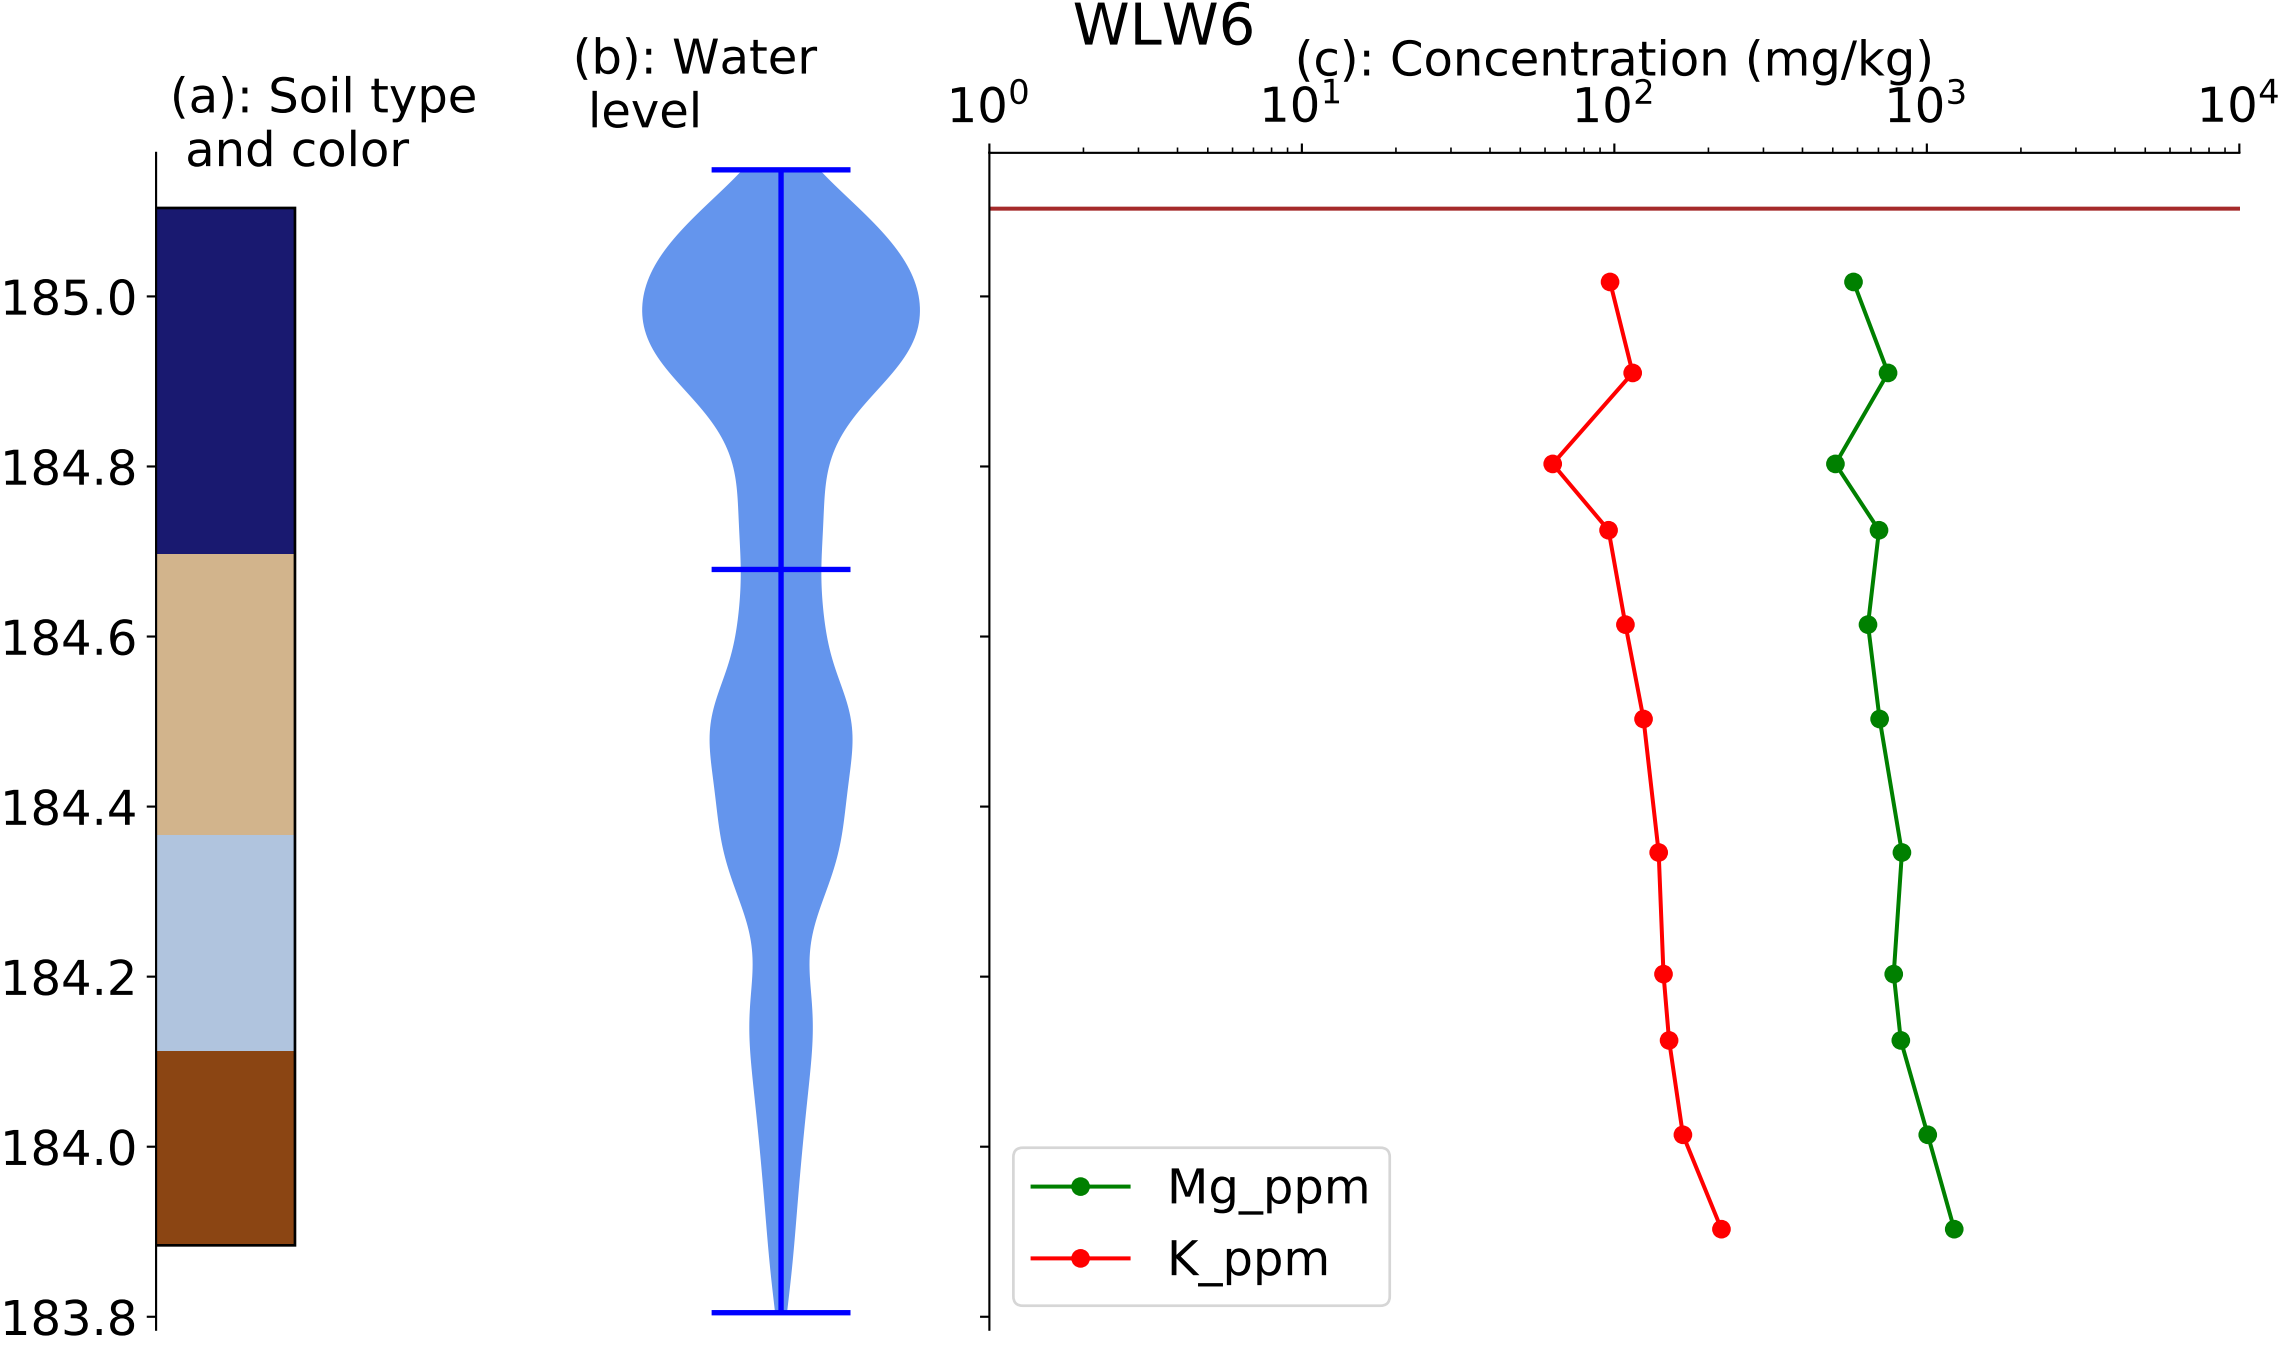 WLW6
(a): Soil type
and color
(b): Water
level
(c): Concentration (mg/kg)
10⁰ 10¹ 10² 10³ 10⁴
185.0
184.8
184.6
184.4
184.2
184.0
183.8
Mg_ppm
K_ppm